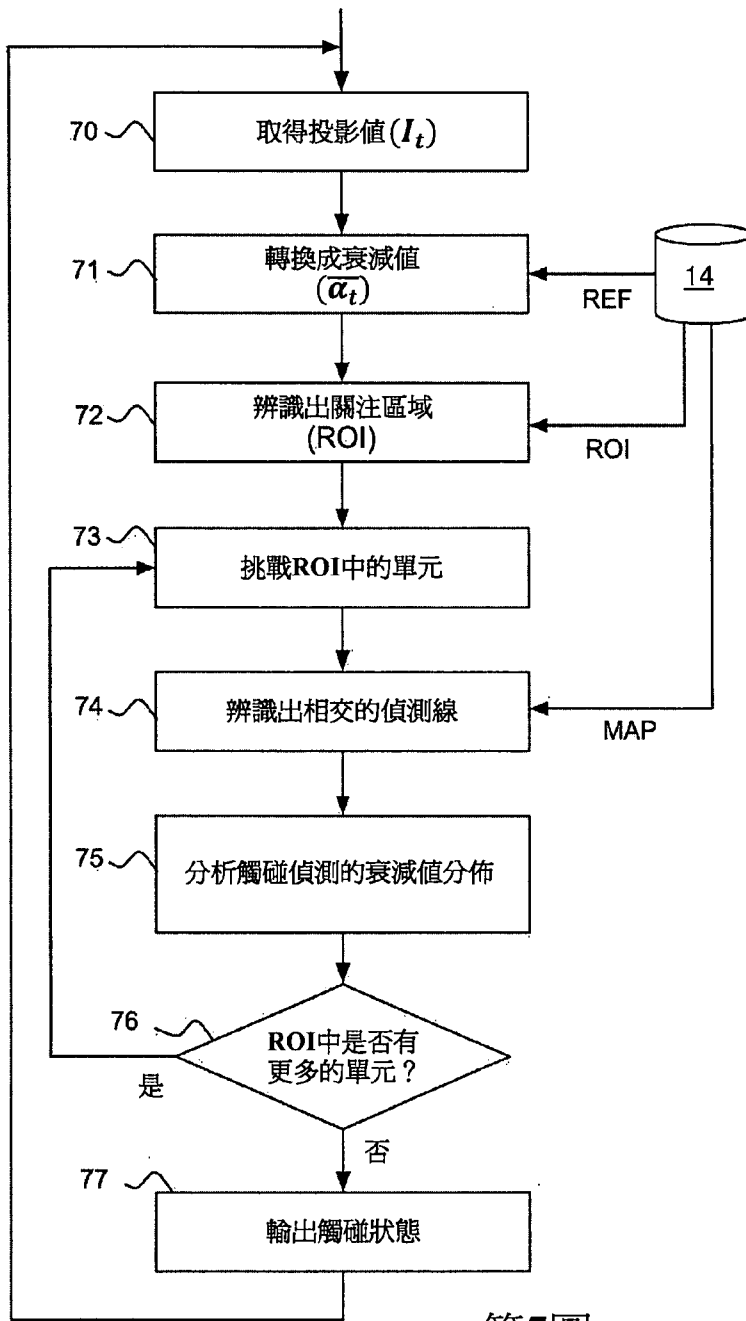 70
取得投影值(I_t)
71
轉換成衰減值
(α_t)
REF
14
72
辨識出關注區域
(ROI)
ROI
73
挑戰ROI中的單元
74
辨識出相交的偵測線
MAP
75
分析觸碰偵測的衰減值分佈
76
ROI中是否有
更多的單元？
是
否
77
輸出觸碰狀態